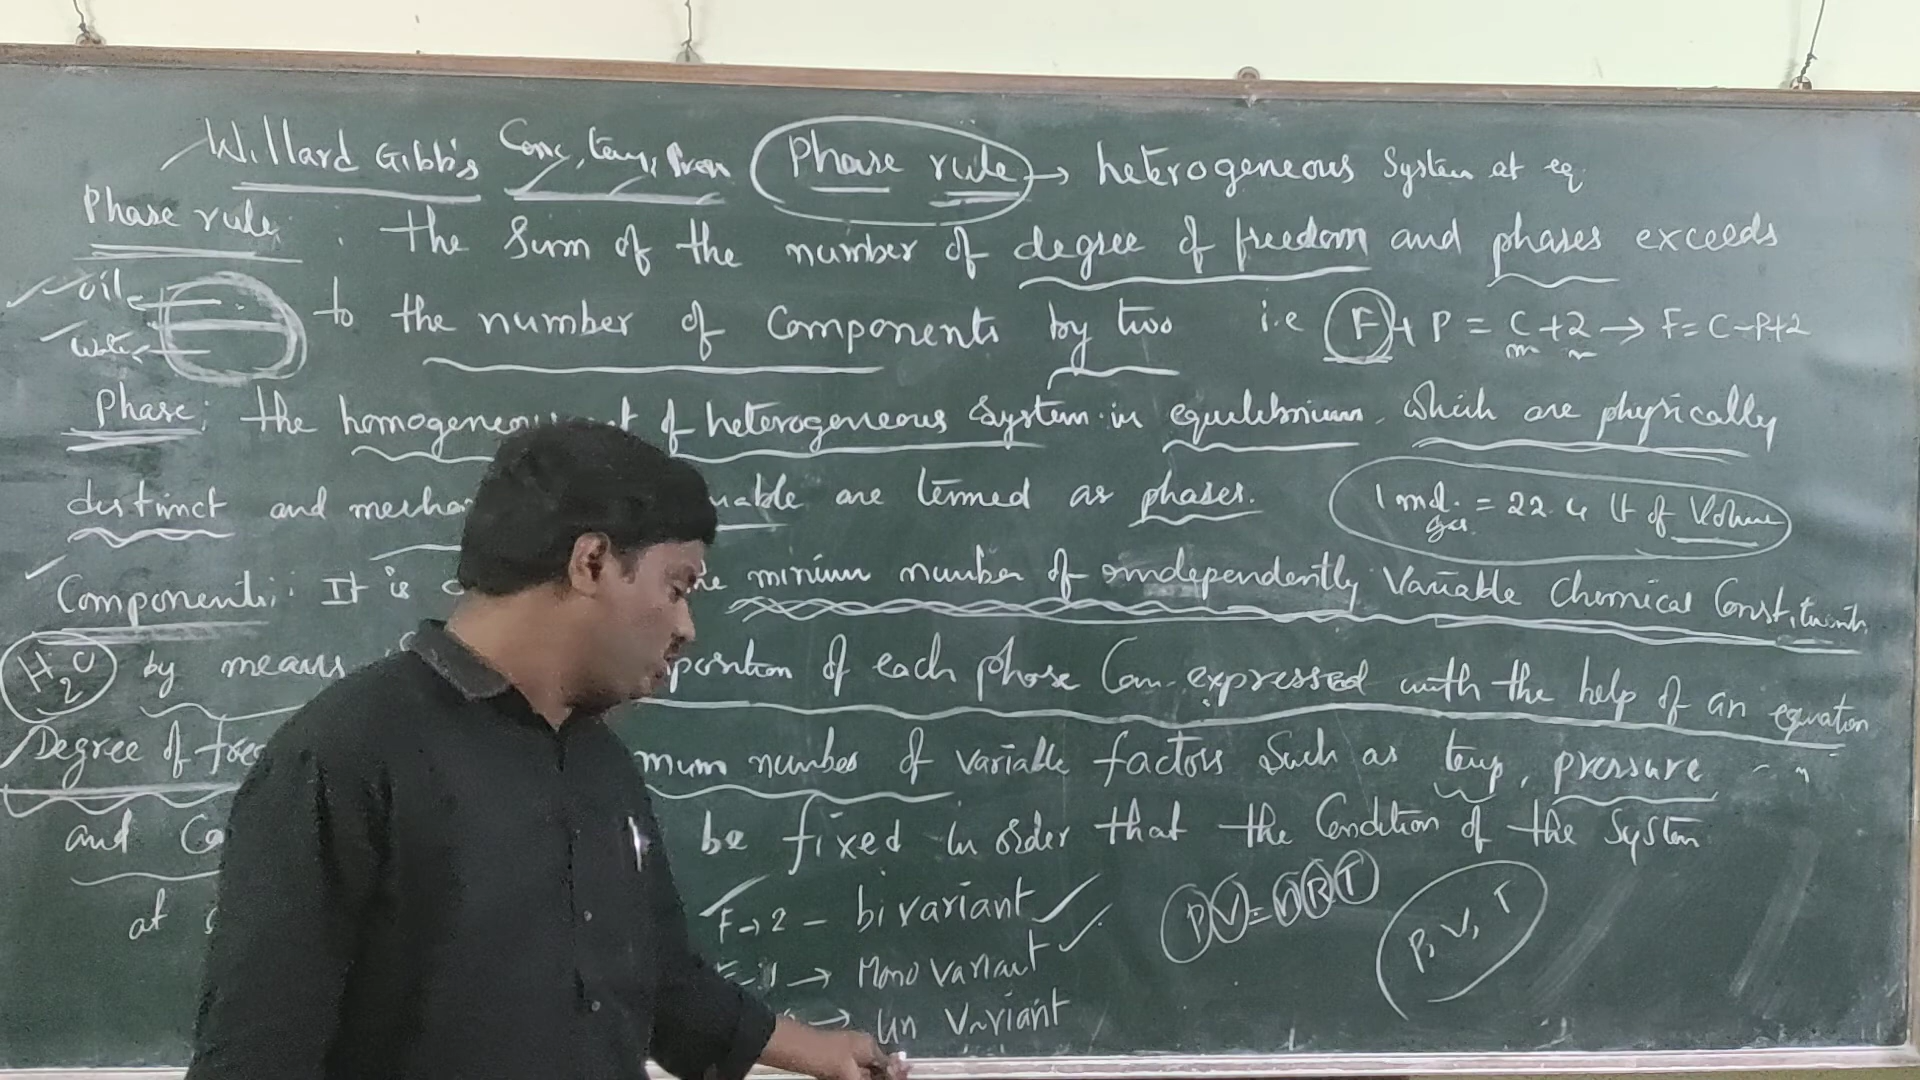 Willard Gibb's Conc, temp, Pren Phase rule → heterogeneous System at eq
Phase rule : the Sum of the number of degree of freedom and phases exceeds
oil
water
to the number of Components by two i.e F + P = C + 2 → F = C - P + 2
Phase: the homogeneous of heterogeneous System in equilibrium, which are physically
distinct and are termed as phases.
1 mol. gas = 22.4 lt of Volume
Components: It is minimum number of independently Variable Chemical Constituents
H2O by means of each phase Can expressed with the help of an equation
Degree of number of variable factors Such as temp, pressure
and be fixed in order that the Condition of the System
at
F → 2 - bivariant
PV = nRT
P, V, T
→ Mono variant
→ un variant